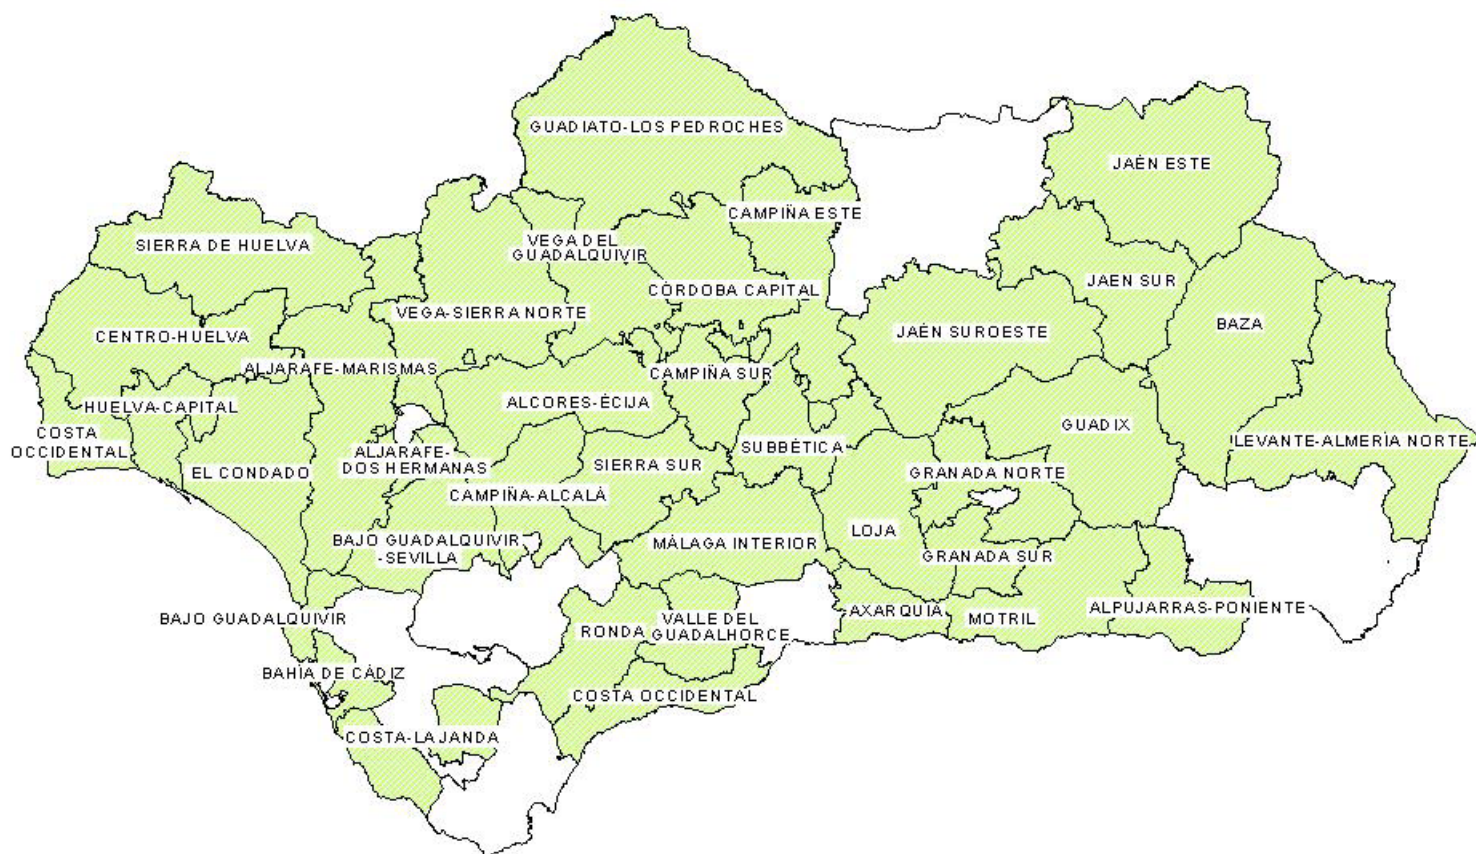 GUADIATO-LOS PEDROCHES
JAÉN ESTE
CAMPIÑA ESTE
SIERRA DE HUELVA
VEGA DEL
GUADALQUIVIR
JAEN SUR
CÓRDOBA CAPITAL
VEGA-SIERRA NORTE
BAZA
JAÉN SUROESTE
CENTRO-HUELVA
ALJARAFE-MARISMAS
CAMPIÑA SUR
ALCORES-ÉCIJA
HUELVA-CAPITAL
GUADIX
COSTA
OCCIDENTAL
LEVANTE-ALMERÍA NORTE
SUBBÉTICA
ALJARAFE-
DOS HERMANAS
SIERRA SUR
EL CONDADO
GRANADA NORTE
CAMPIÑA-ALCALÁ
LOJA
BAJO GUADALQUIVIR
-SEVILLA
MÁLAGA INTERIOR
GRANADA SUR
AXARQUIA
ALPUJARRAS-PONIENTE
BAJO GUADALQUIVIR
MOTRIL
VALLE DEL
GUADALHORCE
RONDA
BAHÍA DE CÁDIZ
COSTA OCCIDENTAL
COSTA-LA JANDA